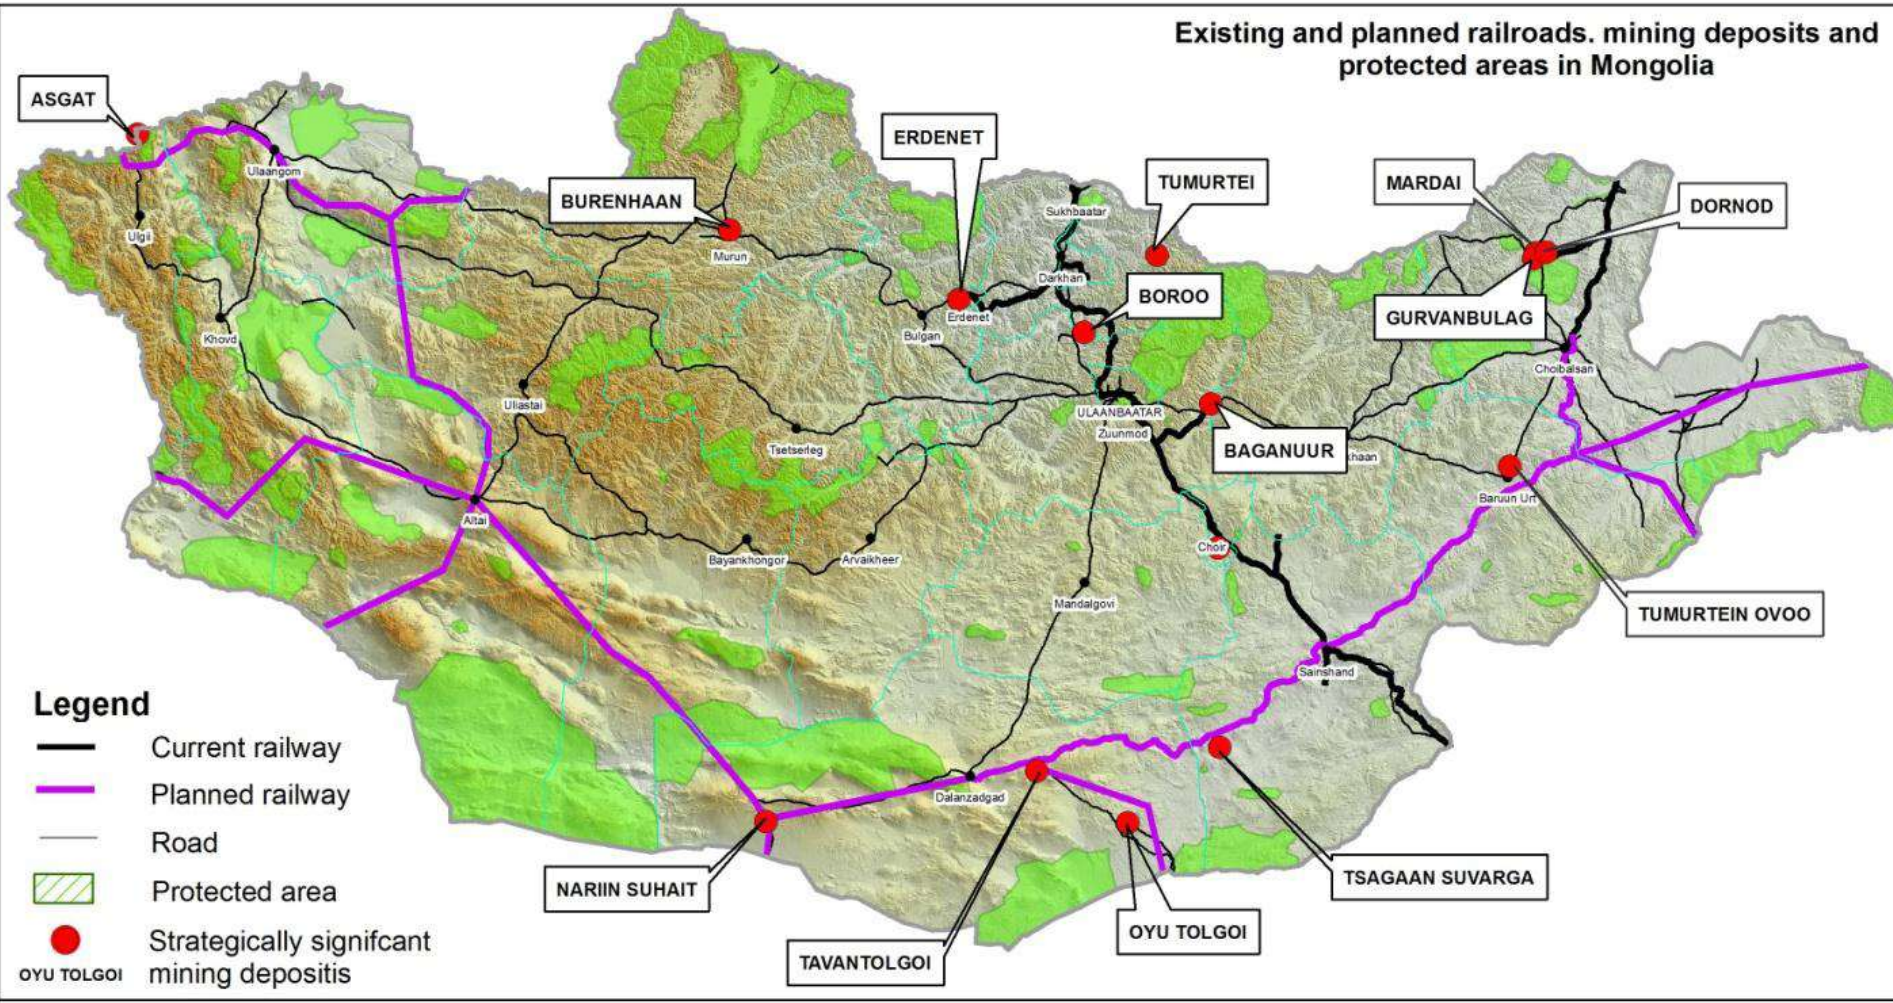 Existing and planned railroads. mining deposits and
protected areas in Mongolia
ASGAT
ERDENET
BURENHAAN
TUMURTEI
MARDAI
DORNOD
BOROO
GURVANBULAG
BAGANUUR
TUMURTEIN OVOO
NARIIN SUHAIT
TAVANTOLGOI
OYU TOLGOI
TSAGAAN SUVARGA
Ulaangom
Ulgii
Khovd
Murun
Sukhbaatar
Darkhan
Erdenet
Bulgan
Uliastai
Tsetserleg
ULAANBAATAR
Zuunmod
khaan
Choibalsan
Baruun Urt
Altai
Bayankhongor
Arvaikheer
Choir
Mandalgovi
Sainshand
Dalanzadgad
Legend
Current railway
Planned railway
Road
Protected area
Strategically signifcant
OYU TOLGOI mining depositis